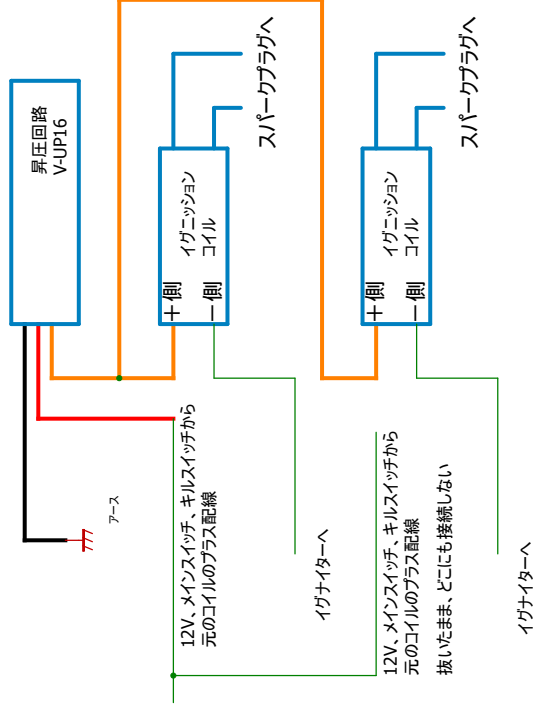 昇圧回路
V-UP16
イグニッション
コイル
＋側
－側
スパークプラグへ
イグニッション
コイル
＋側
－側
スパークプラグへ
アース
12V、メインスイッチ、キルスイッチから
元のコイルのプラス配線
イグナイターへ
12V、メインスイッチ、キルスイッチから
元のコイルのプラス配線
抜いたまま、どこにも接続しない
イグナイターへ